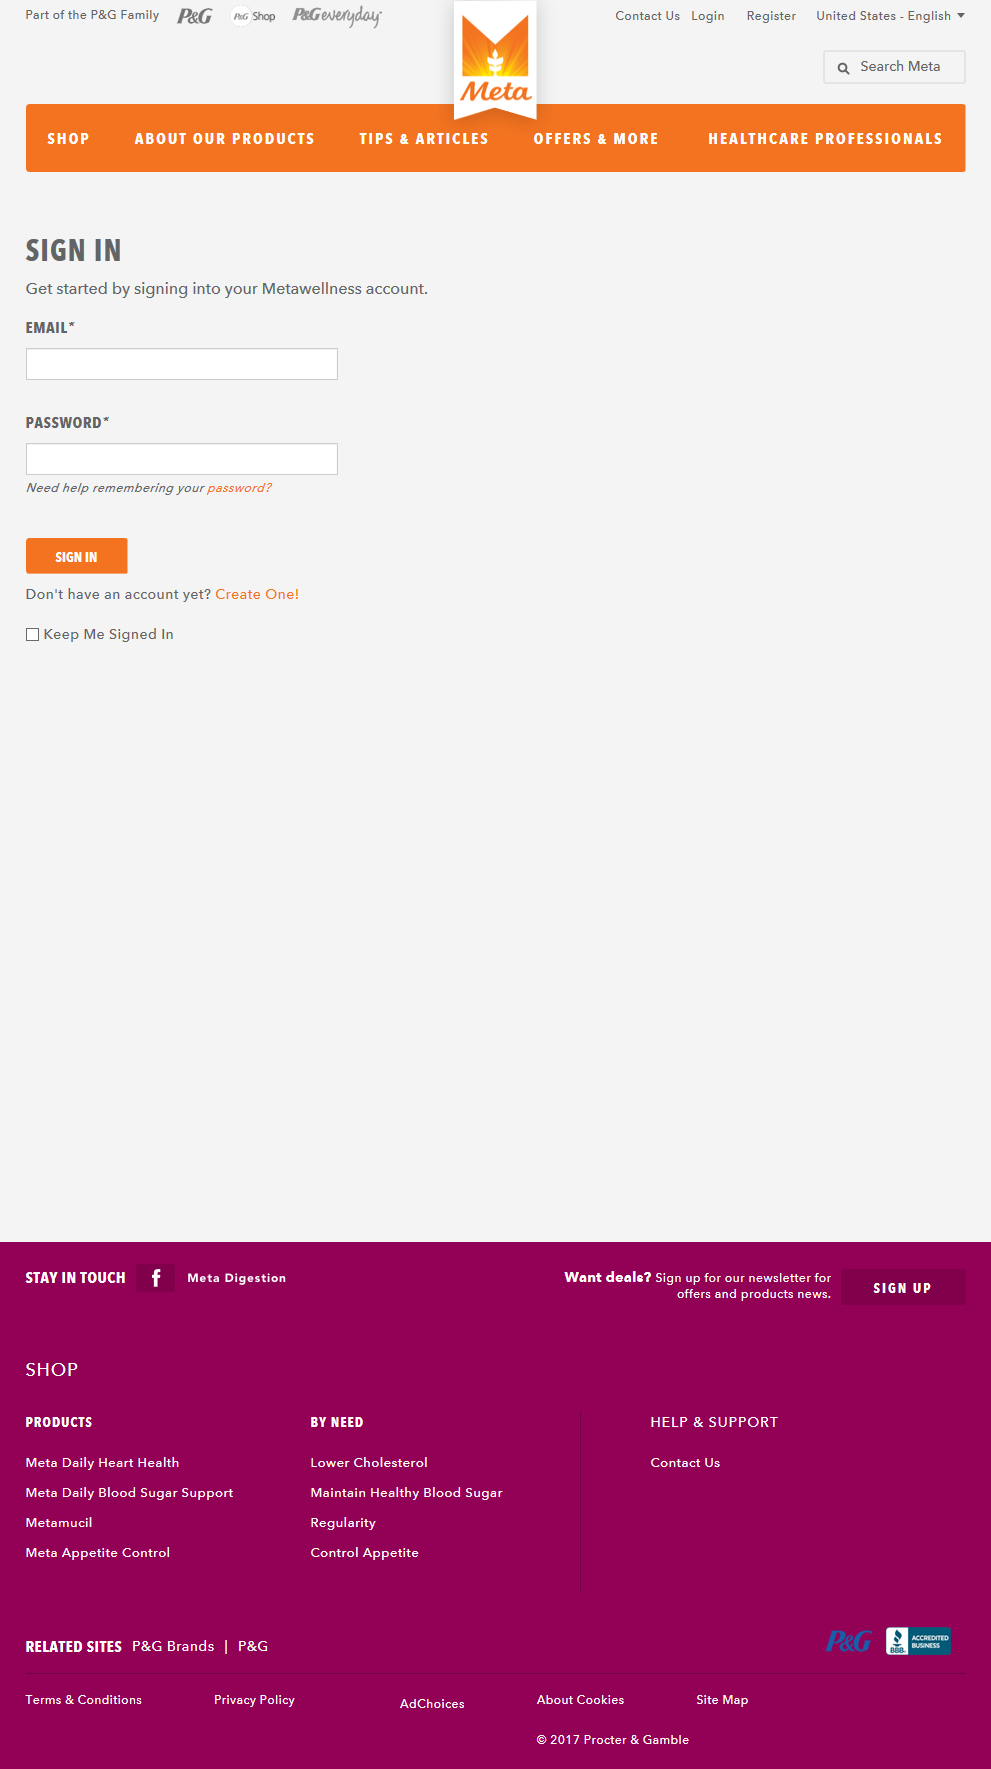 Part of the P&G Family P&G P&G Shop P&G everyday
Contact Us Login Register United States - English
Search Meta
Meta
SHOP ABOUT OUR PRODUCTS TIPS & ARTICLES OFFERS & MORE HEALTHCARE PROFESSIONALS
SIGN IN
Get started by signing into your Metawellness account.
EMAIL*
PASSWORD*
Need help remembering your password?
SIGN IN
Don't have an account yet? Create One!
Keep Me Signed In
STAY IN TOUCH f Meta Digestion
Want deals? Sign up for our newsletter for
offers and products news.
SIGN UP
SHOP
PRODUCTS
Meta Daily Heart Health
Meta Daily Blood Sugar Support
Metamucil
Meta Appetite Control
BY NEED
Lower Cholesterol
Maintain Healthy Blood Sugar
Regularity
Control Appetite
HELP & SUPPORT
Contact Us
RELATED SITES P&G Brands | P&G
P&G
BBB ACCREDITED
BUSINESS
Terms & Conditions Privacy Policy AdChoices About Cookies Site Map
© 2017 Procter & Gamble